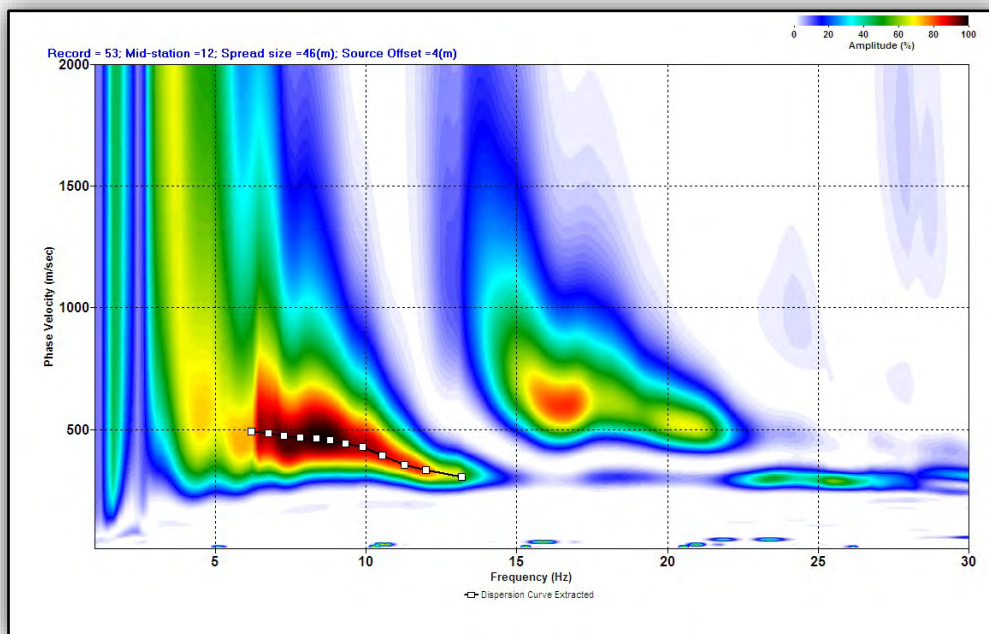 0 20 40 60 80 100
Amplitude (%)
Record = 53; Mid-station =12; Spread size =46(m); Source Offset =4(m)
2000
1500
1000
500
Phase Velocity (m/sec)
5 10 15 20 25 30
Frequency (Hz)
Dispersion Curve Extracted